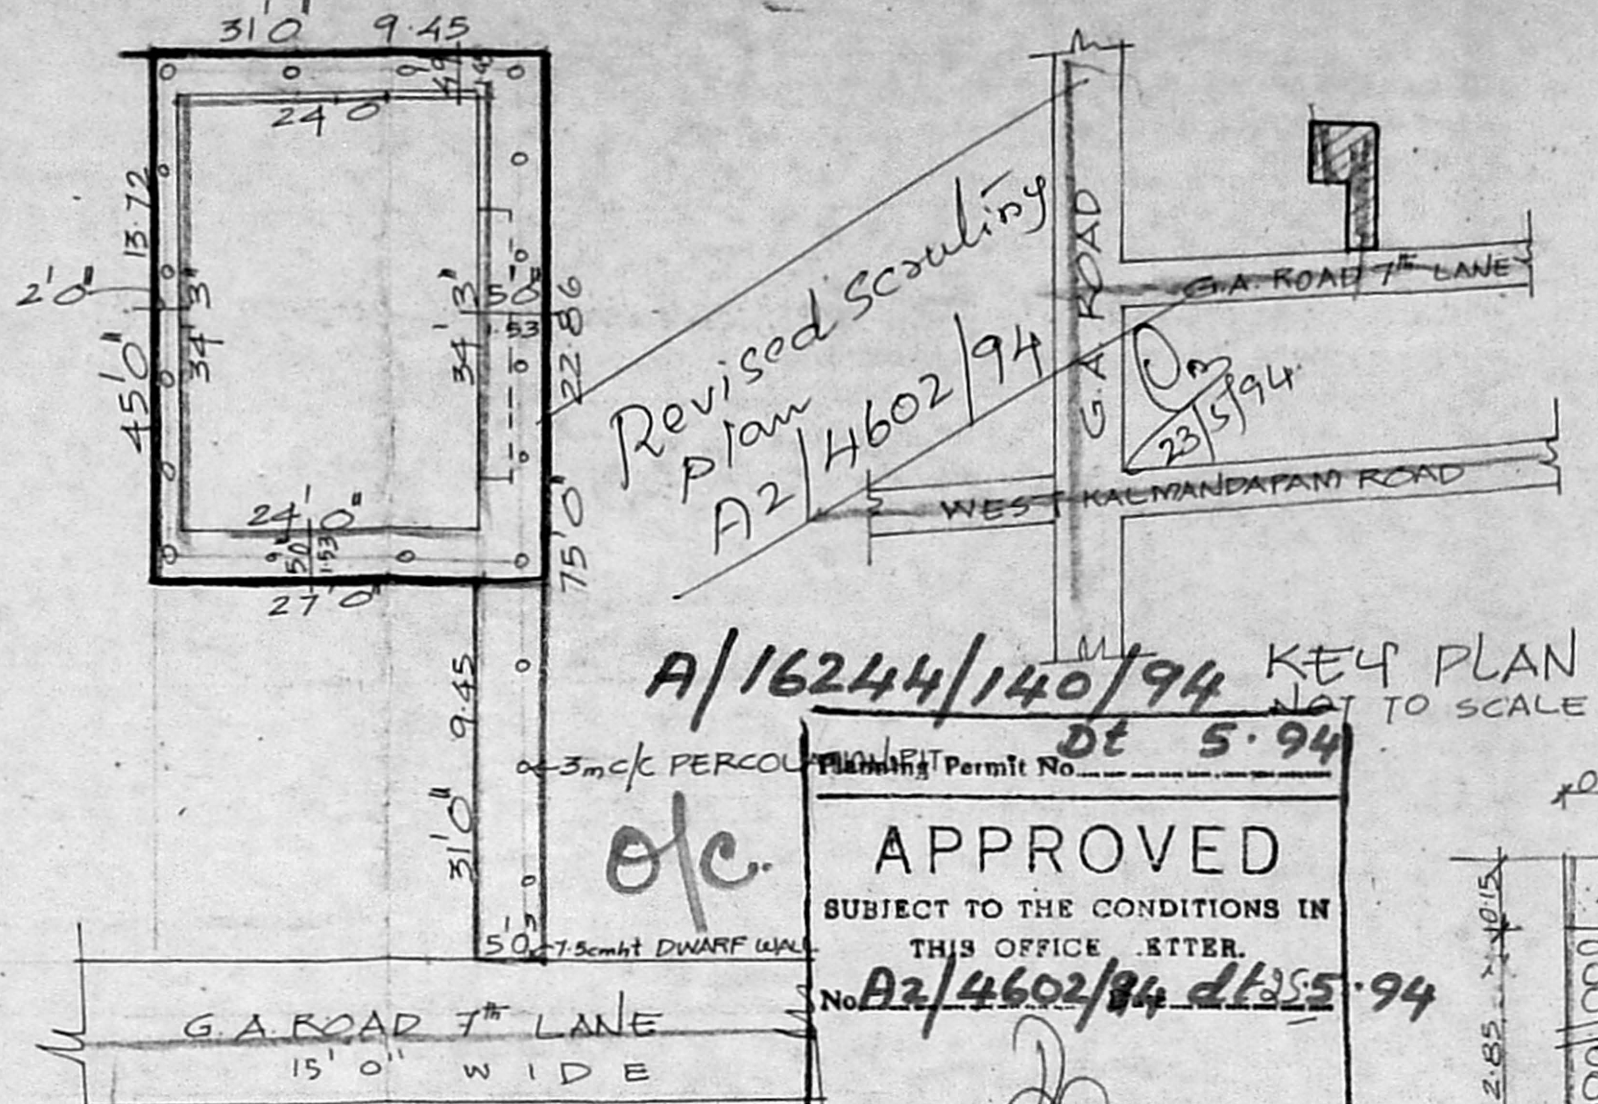 31'0" 9.45
24'0"
13.72
45'0"
2'0"
34'3"
34'3"
5'0"
1.53
22.86
75'0"
24'0"
5'0"
1.53
27'0"
9.45
31'0"
3m c/c PERCOLATION PIT
O/C.
5'0"
7.5cm ht DWARF WALL
G.A. ROAD 7th LANE
15'0" WIDE
Revised Scrutiny
plan
A2/4602/94
G.A ROAD
G.A. ROAD 7th LANE
23/5/94
WEST KALMANDAPAM ROAD
KEY PLAN
NOT TO SCALE
A/16244/140/94
Dt 5.94
Planning Permit No.
APPROVED
SUBJECT TO THE CONDITIONS IN
THIS OFFICE LETTER.
No. A2/4602/94 dt 25.5.94
2.85